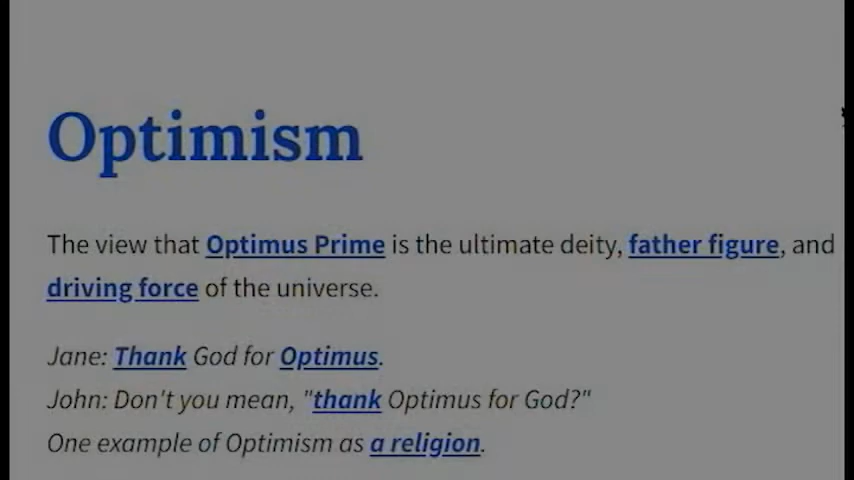 Optimism
The view that Optimus Prime is the ultimate deity, father figure, and
driving force of the universe.
Jane: Thank God for Optimus.
John: Don't you mean, "thank Optimus for God?"
One example of Optimism as a religion.